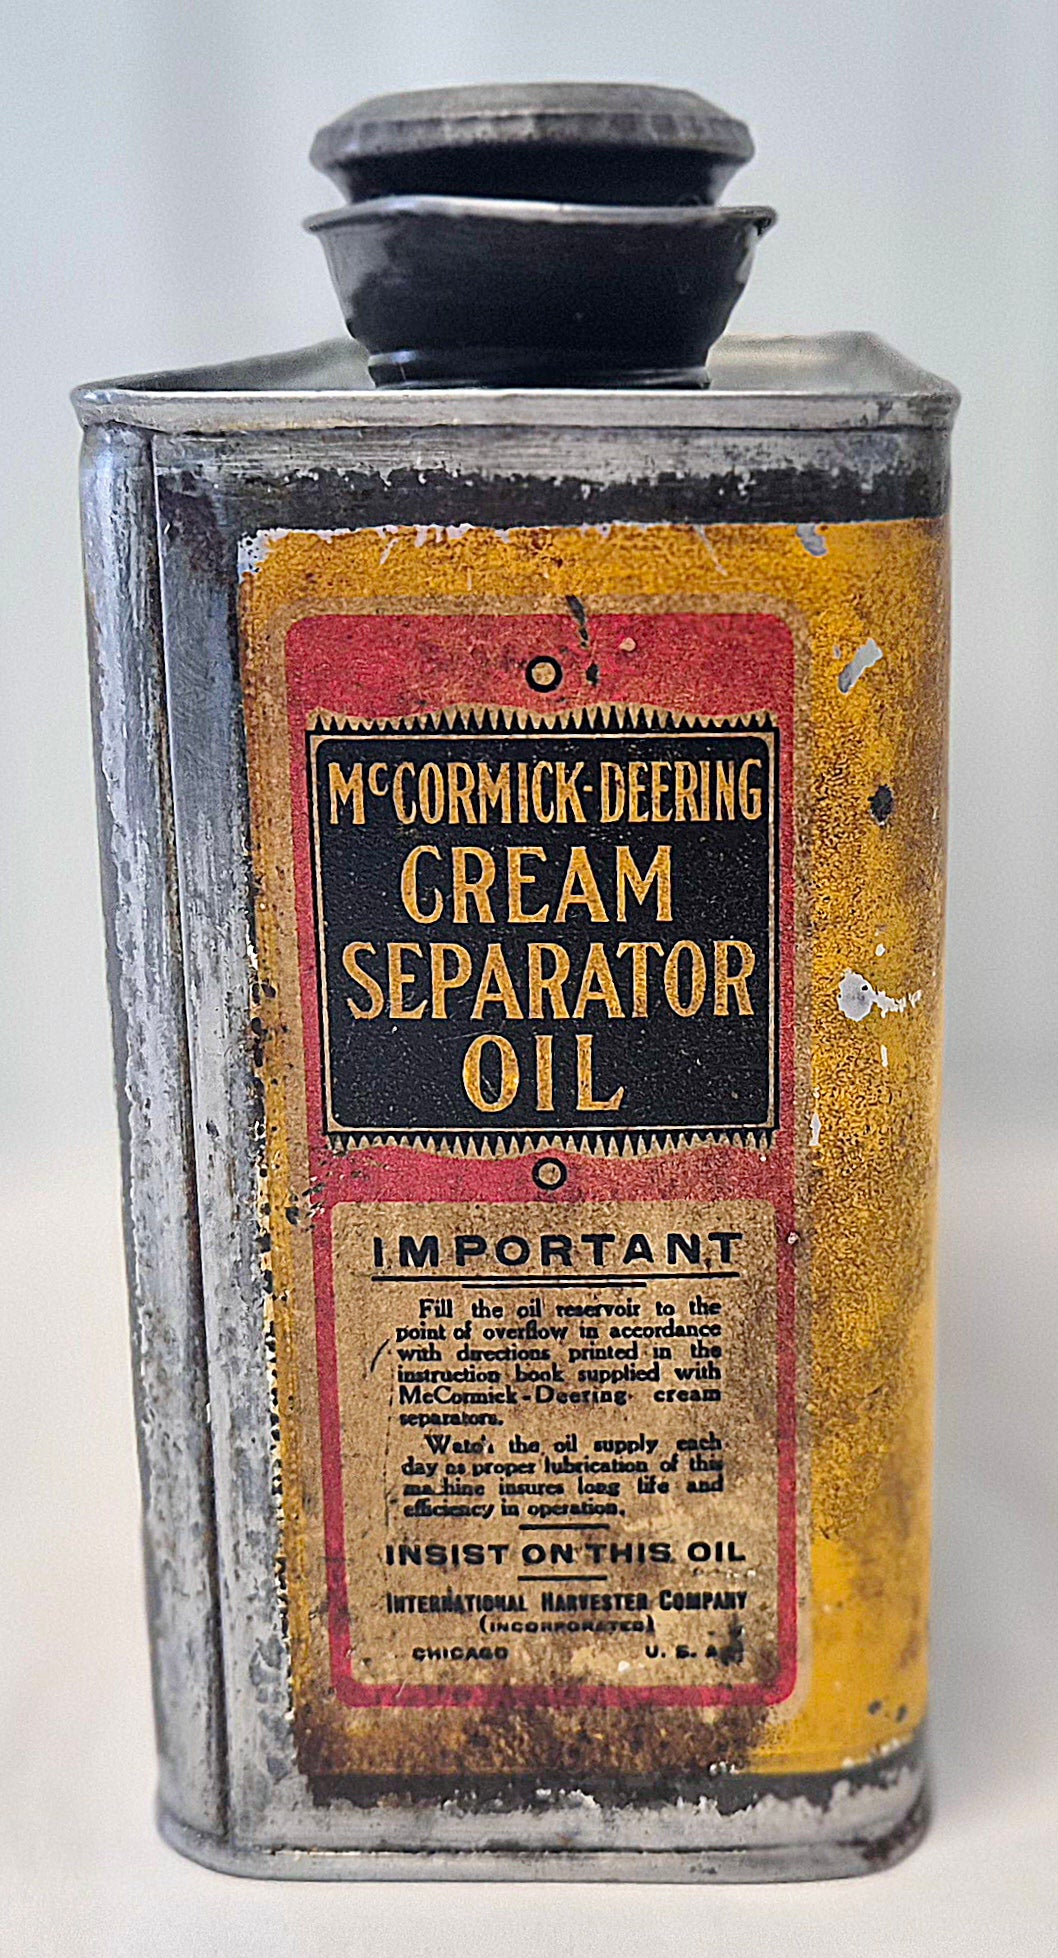 McCORMICK-DEERING
CREAM
SEPARATOR
OIL
IMPORTANT
Fill the oil reservoir to the
point of overflow in accordance
with directions printed in the
instruction book supplied with
McCormick-Deering cream
separators.
Watch the oil supply each
day as proper lubrication of this
machine insures long life and
efficiency in operation.
INSIST ON THIS OIL
INTERNATIONAL HARVESTER COMPANY
(INCORPORATED)
CHICAGO U. S. A.